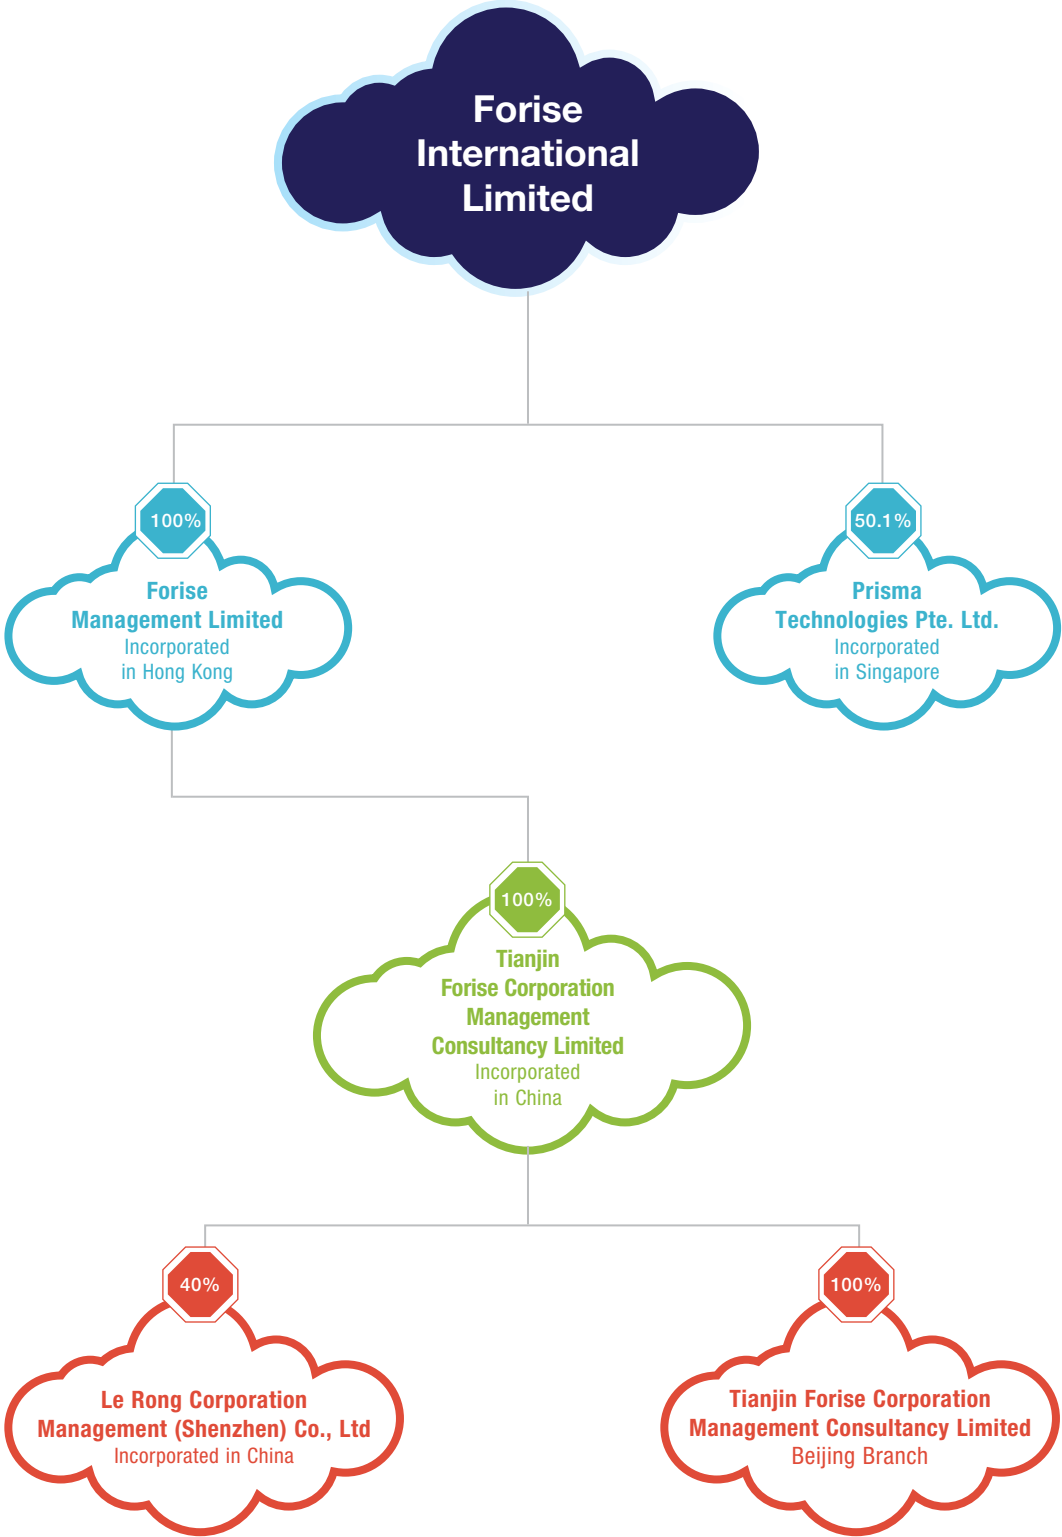 Forise
International
Limited
100%
Forise
Management Limited
Incorporated
in Hong Kong
50.1%
Prisma
Technologies Pte. Ltd.
Incorporated
in Singapore
100%
Tianjin
Forise Corporation
Management
Consultancy Limited
Incorporated
in China
40%
Le Rong Corporation
Management (Shenzhen) Co., Ltd
Incorporated in China
100%
Tianjin Forise Corporation
Management Consultancy Limited
Beijing Branch